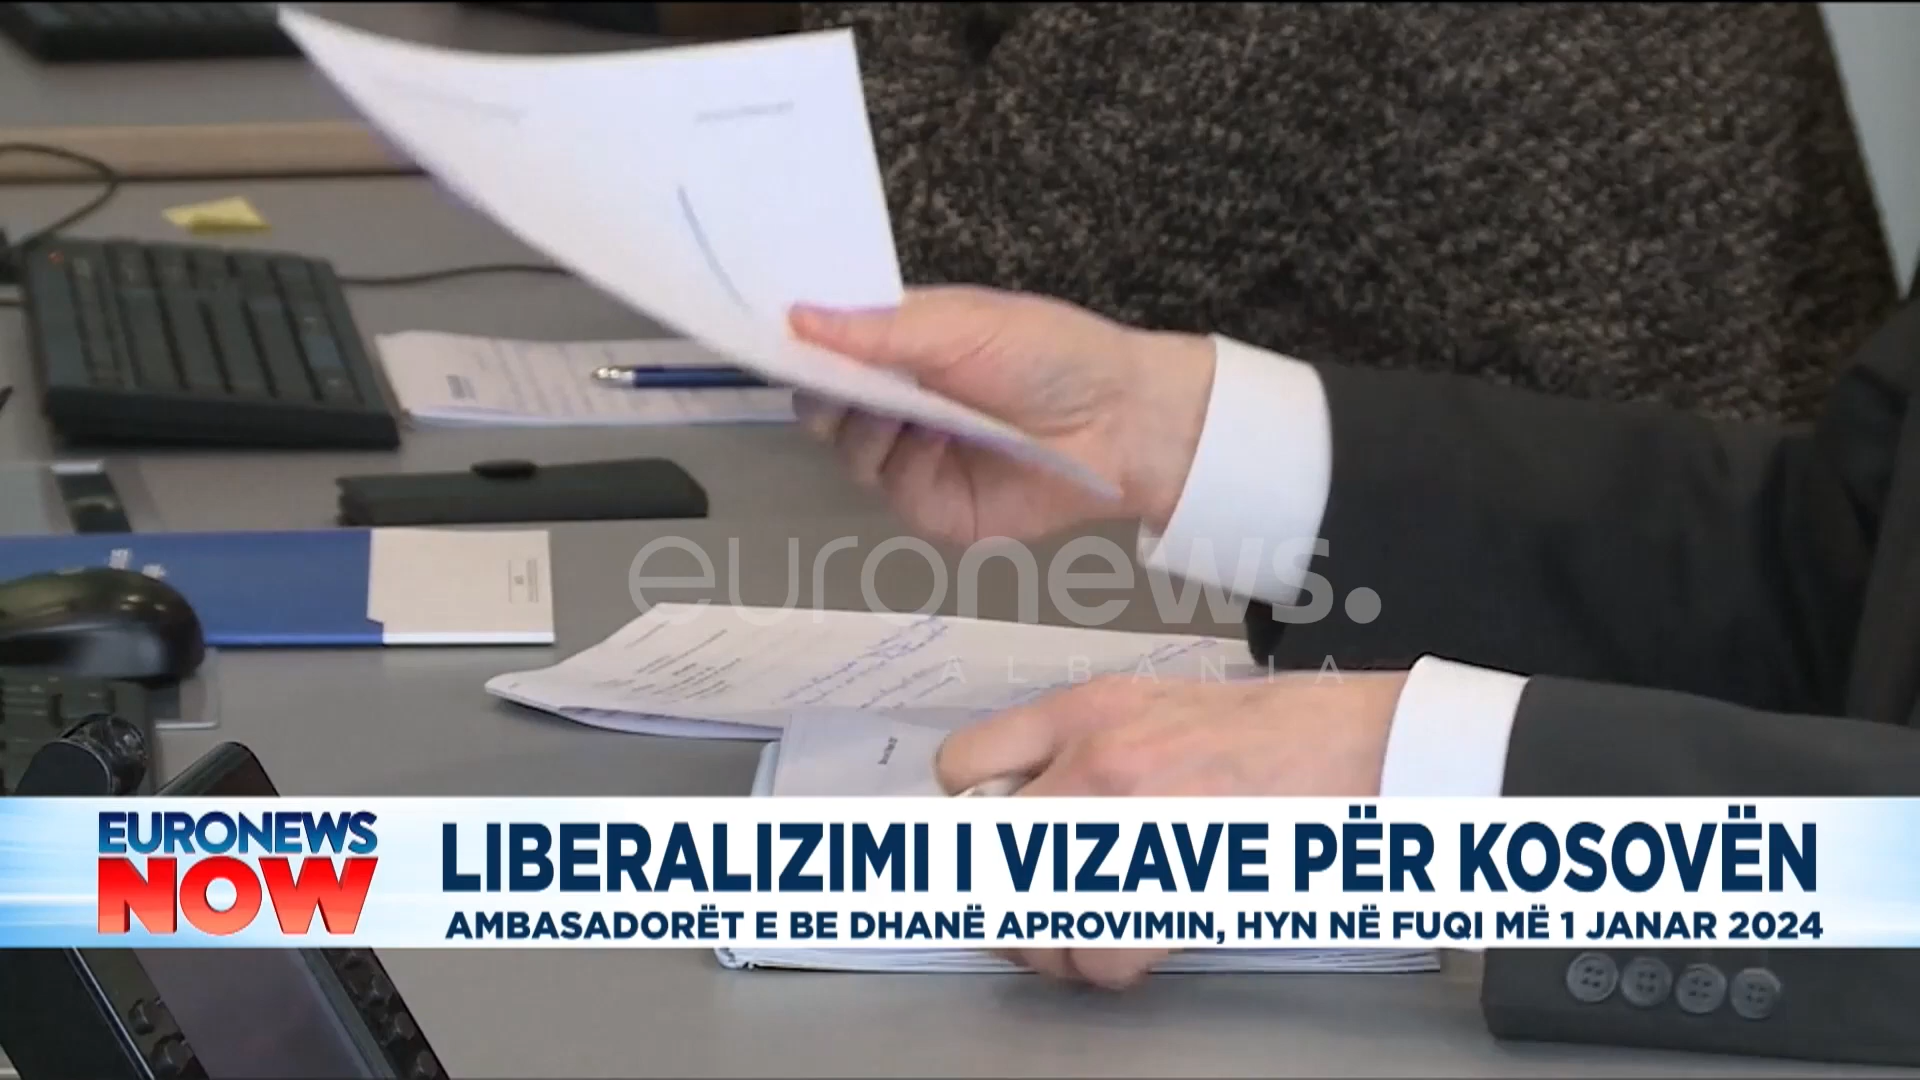 euronews.
ALBANIA
EURONEWS
NOW
LIBERALIZIMI I VIZAVE PËR KOSOVËN
AMBASADORËT E BE DHANË APROVIMIN, HYN NË FUQI MË 1 JANAR 2024